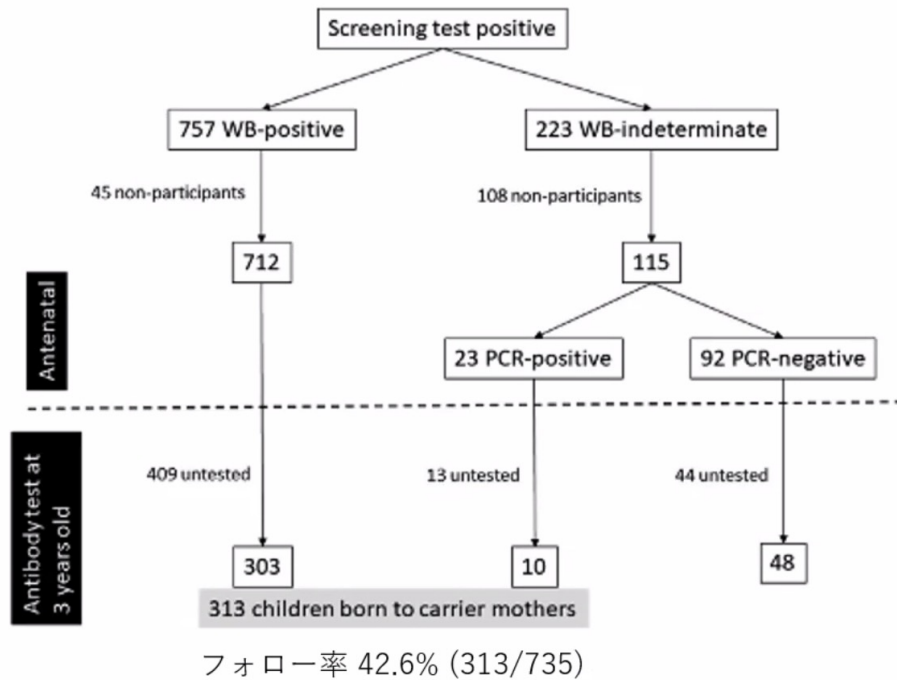 Screening test positive
757 WB-positive
223 WB-indeterminate
45 non-participants
108 non-participants
712
115
Antenatal
23 PCR-positive
92 PCR-negative
Antibody test at
3 years old
409 untested
13 untested
44 untested
303
10
48
313 children born to carrier mothers
フォロー率 42.6% (313/735)